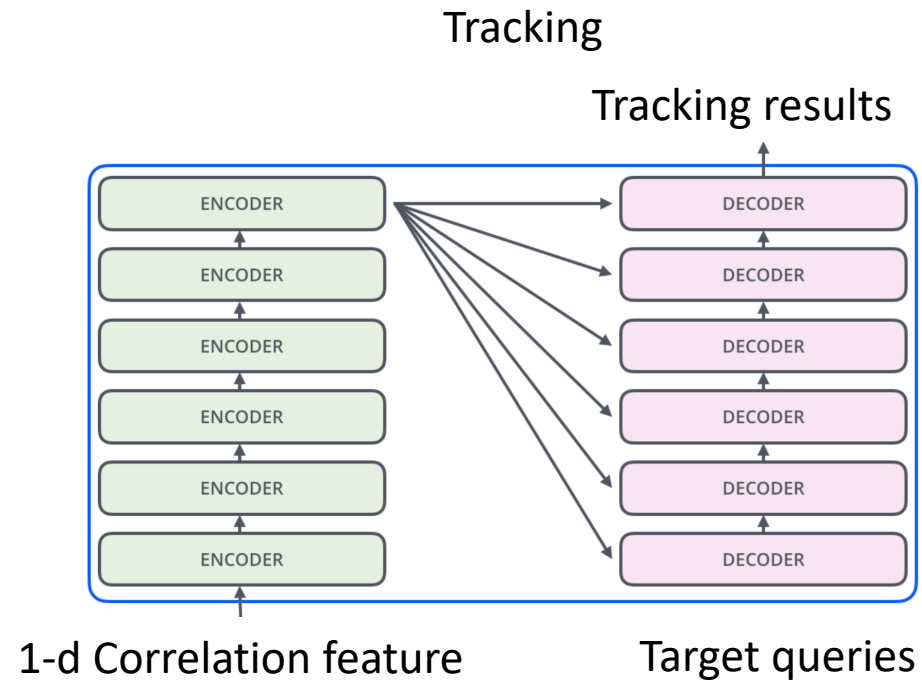 Tracking
Tracking results
ENCODER
ENCODER
ENCODER
ENCODER
ENCODER
ENCODER
DECODER
DECODER
DECODER
DECODER
DECODER
DECODER
1-d Correlation feature
Target queries